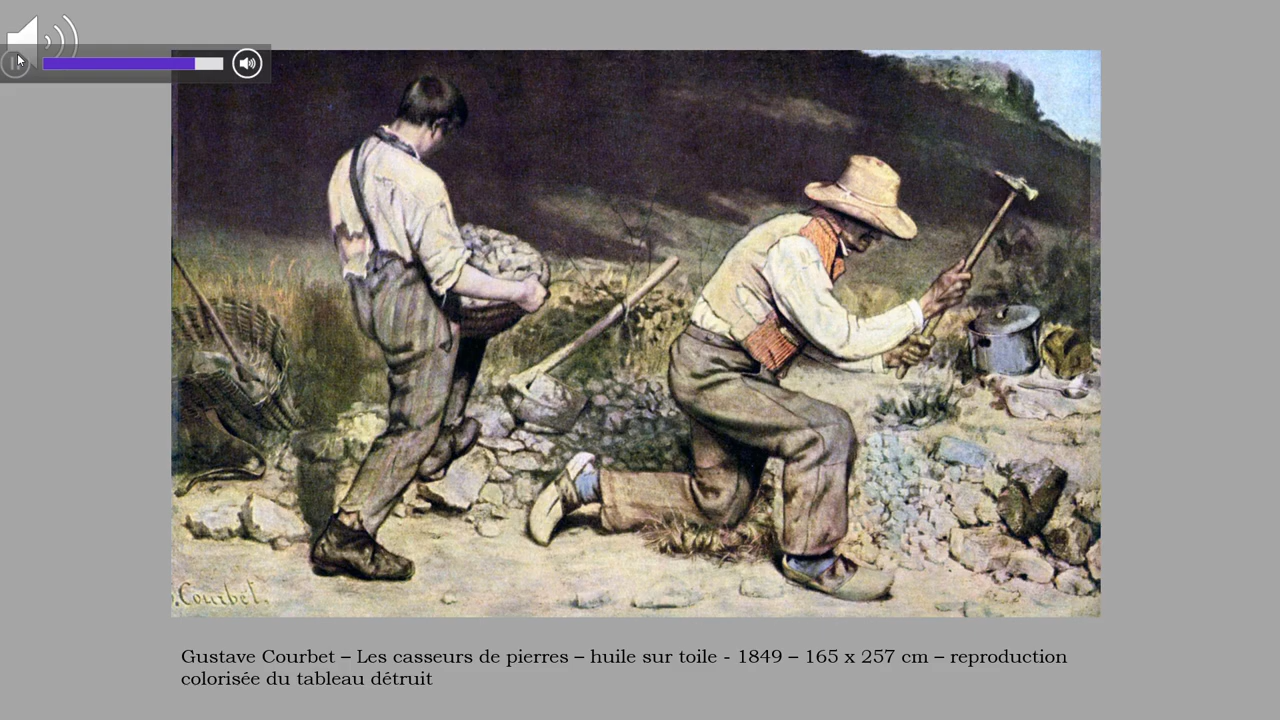 G. Courbet.
Gustave Courbet – Les casseurs de pierres – huile sur toile - 1849 – 165 x 257 cm – reproduction
colorisée du tableau détruit